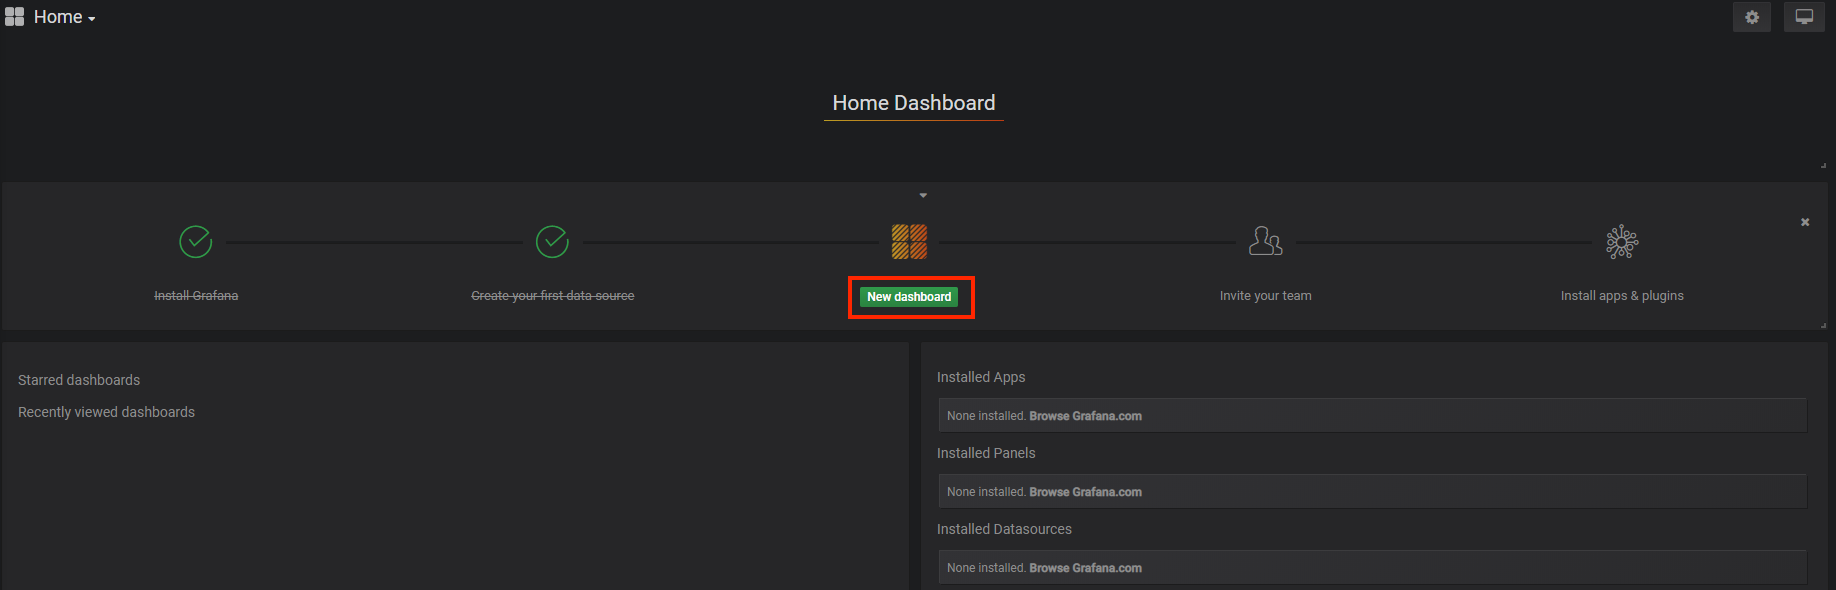 Home
Home Dashboard
Install Grafana
Create your first data source
New dashboard
Invite your team
Install apps & plugins
Starred dashboards
Recently viewed dashboards
Installed Apps
None installed. Browse Grafana.com
Installed Panels
None installed. Browse Grafana.com
Installed Datasources
None installed. Browse Grafana.com